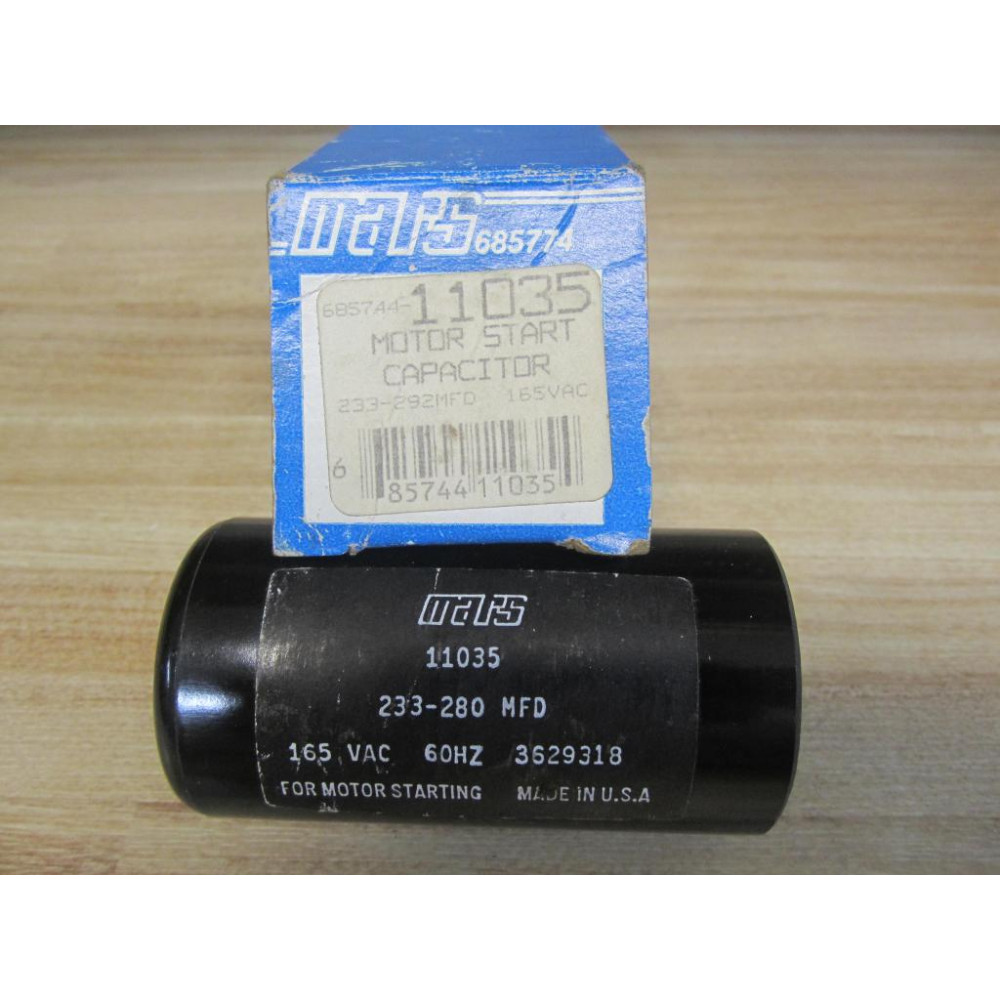 mars 685774
685744-11035
MOTOR START
CAPACITOR
233-292MFD 165VAC
6 85744 11035
mars
11035
233-280 MFD
165 VAC 60HZ 3629318
FOR MOTOR STARTING MADE IN U.S.A